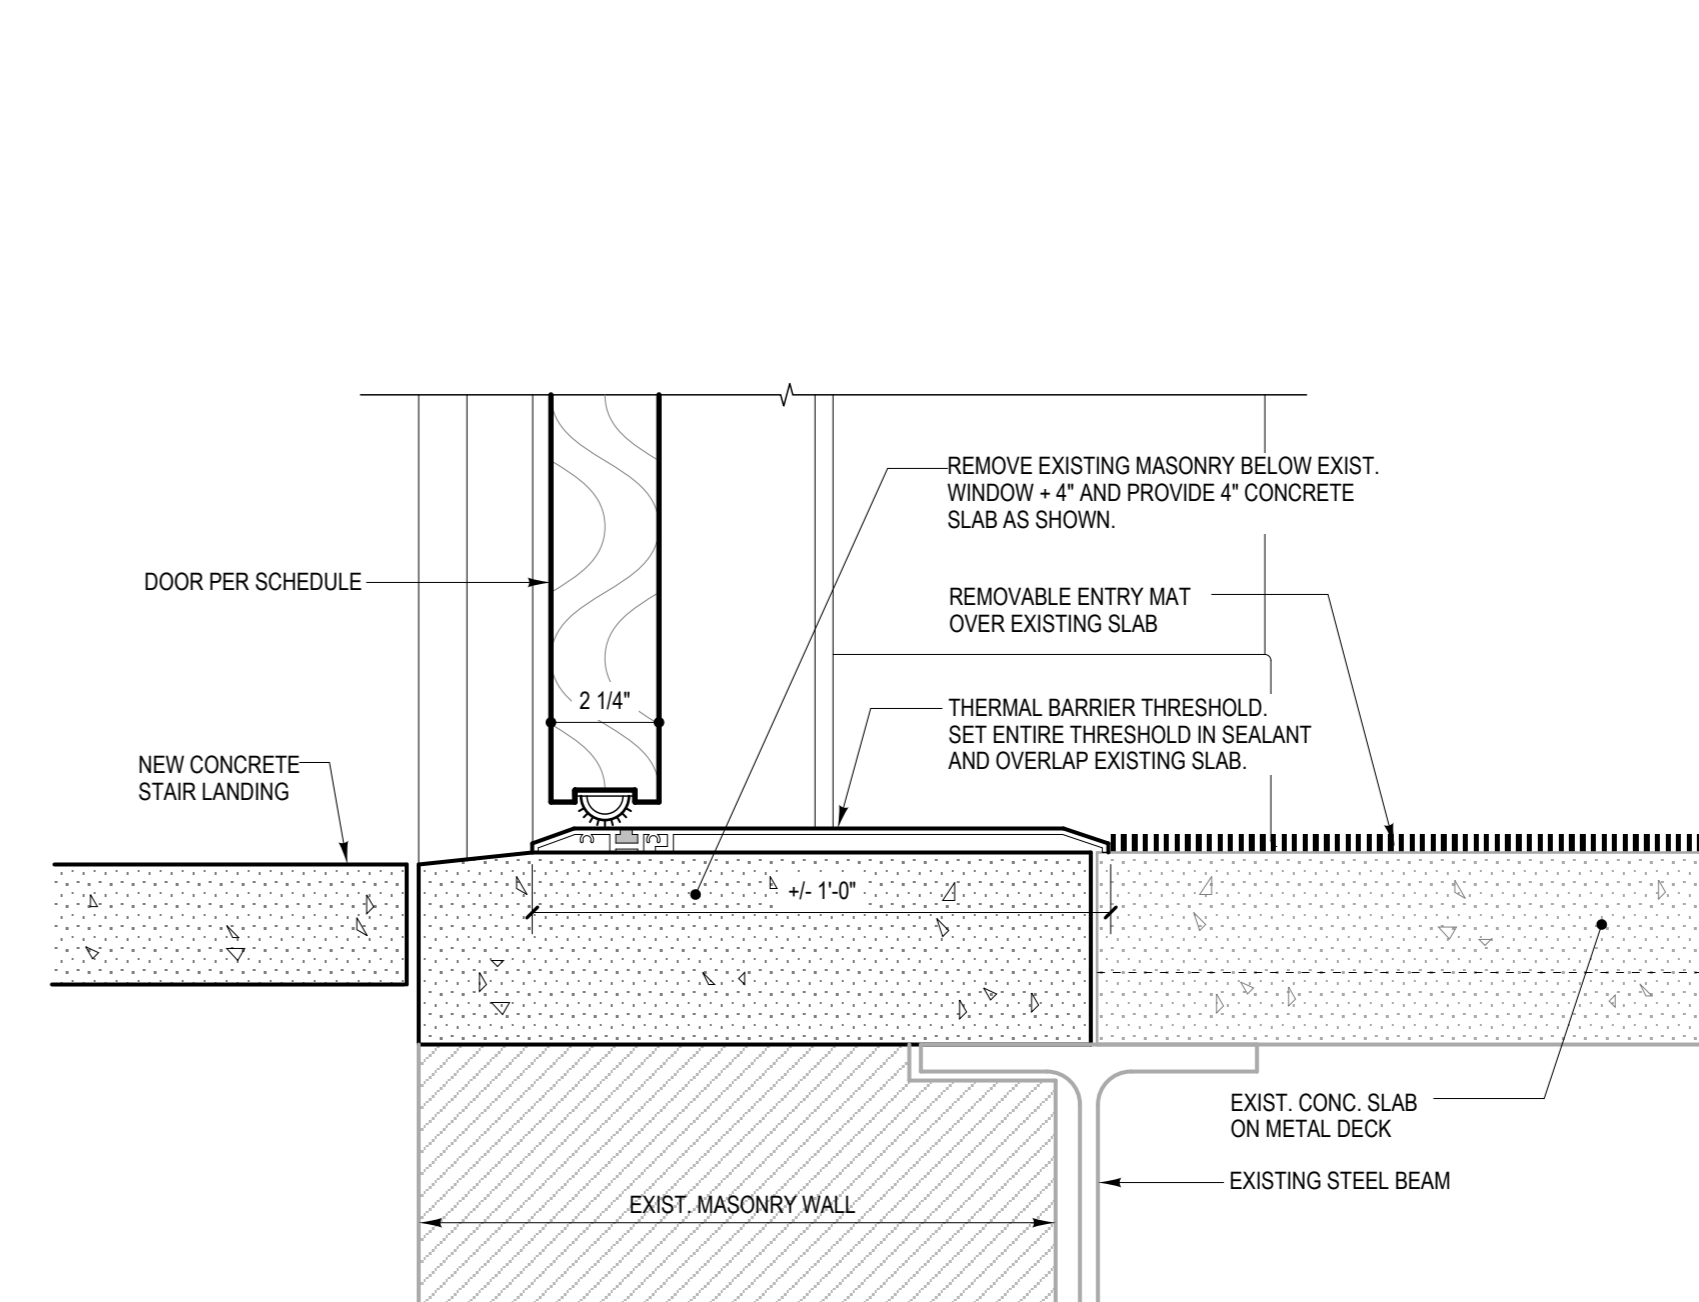 REMOVE EXISTING MASONRY BELOW EXIST.
WINDOW + 4" AND PROVIDE 4" CONCRETE
SLAB AS SHOWN.
DOOR PER SCHEDULE
REMOVABLE ENTRY MAT
OVER EXISTING SLAB
2 1/4"
THERMAL BARRIER THRESHOLD.
SET ENTIRE THRESHOLD IN SEALANT
AND OVERLAP EXISTING SLAB.
NEW CONCRETE
STAIR LANDING
+/- 1'-0"
EXIST. CONC. SLAB
ON METAL DECK
EXISTING STEEL BEAM
EXIST. MASONRY WALL